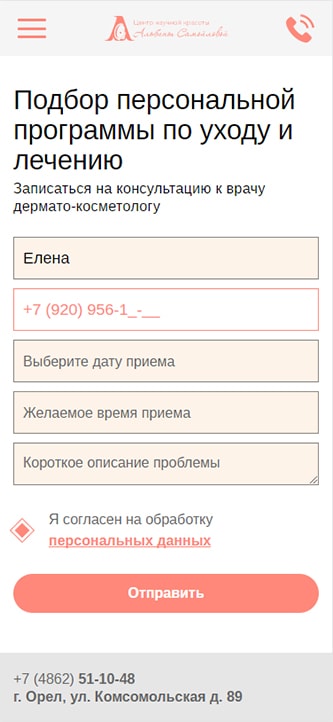 Центр научной красоты
Альбины Самойловой
Подбор персональной
программы по уходу и
лечению
Записаться на консультацию к врачу
дермато-косметологу
Елена
+7 (920) 956-1_-__
Выберите дату приема
Желаемое время приема
Короткое описание проблемы
Я согласен на обработку
персональных данных
Отправить
+7 (4862) 51-10-48
г. Орел, ул. Комсомольская д. 89